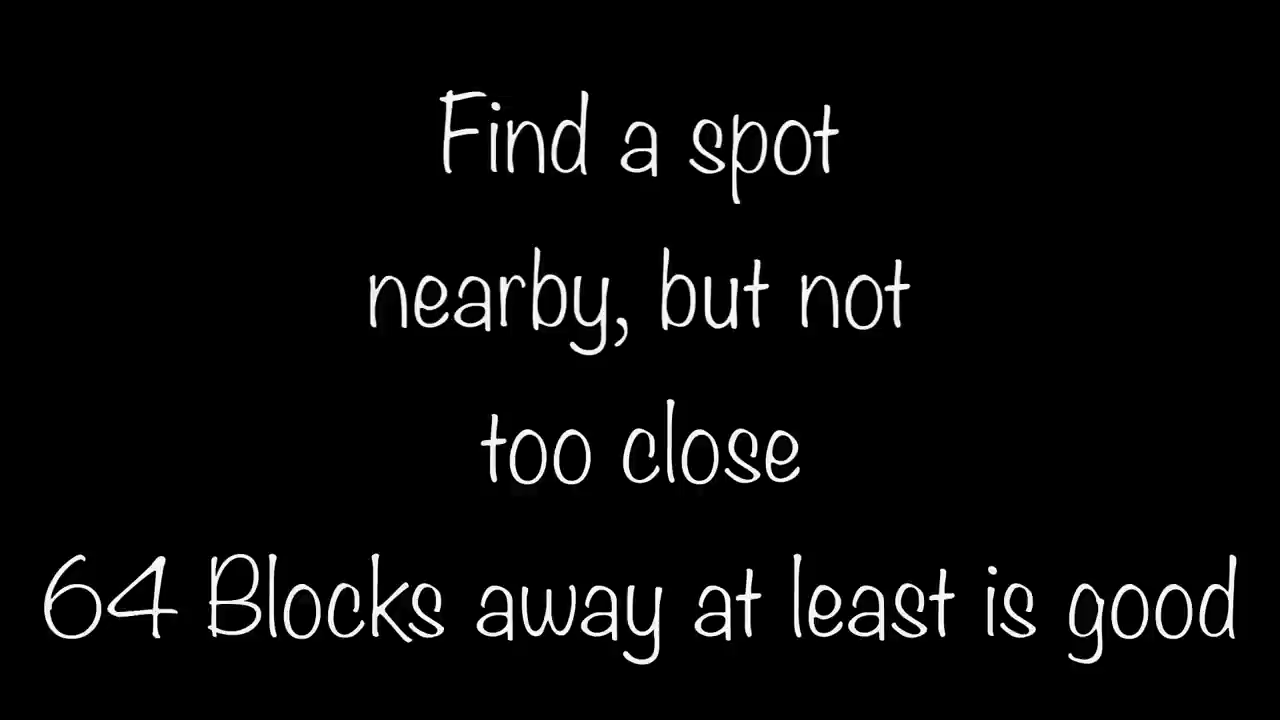 Find a spot
nearby, but not
too close
64 Blocks away at least is good